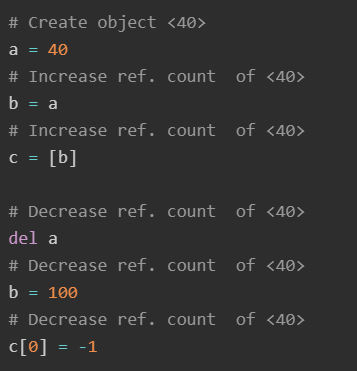 # Create object <40>
a = 40
# Increase ref. count  of <40>
b = a
# Increase ref. count  of <40>
c = [b]

# Decrease ref. count  of <40>
del a
# Decrease ref. count  of <40>
b = 100
# Decrease ref. count  of <40>
c[0] = -1